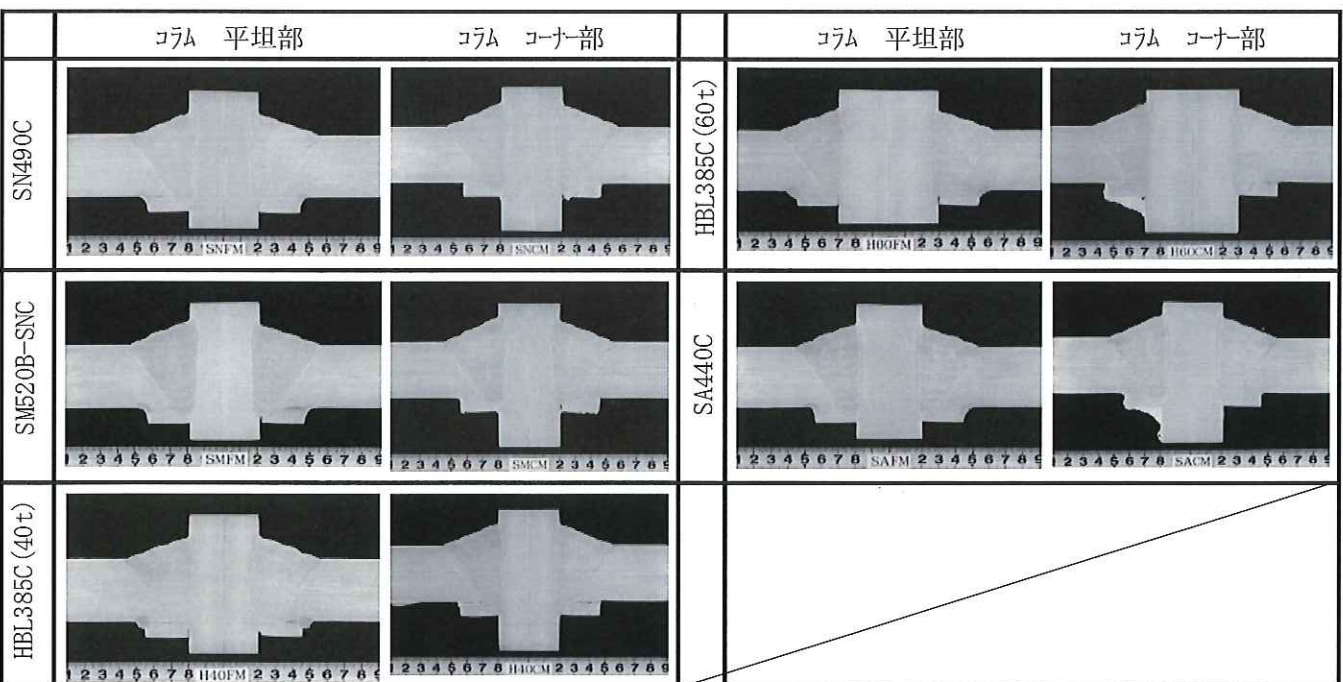 コラム 平坦部 コラム コーナー部 コラム 平坦部 コラム コーナー部
SN490C
1 2 3 4 5 6 7 8 SNFM 2 3 4 5 6 7 8 9
1 2 3 4 5 6 7 8 SNCM 2 3 4 5 6 7 8 9
HBL385C(60t)
1 2 3 4 5 6 7 8 H60FM 2 3 4 5 6 7 8 9
1 2 3 4 5 6 7 8 H60CM 2 3 4 5 6 7 8 9
SM520B-SNC
1 2 3 4 5 6 7 8 SMFM 2 3 4 5 6 7 8 9
1 2 3 4 5 6 7 8 SMCM 2 3 4 5 6 7 8 9
SA440C
1 2 3 4 5 6 7 8 SAFM 2 3 4 5 6 7 8 9
1 2 3 4 5 6 7 8 SACM 2 3 4 5 6 7 8 9
HBL385C(40t)
1 2 3 4 5 6 7 8 H40FM 2 3 4 5 6 7 8 9
1 2 3 4 5 6 7 8 H40CM 2 3 4 5 6 7 8 9